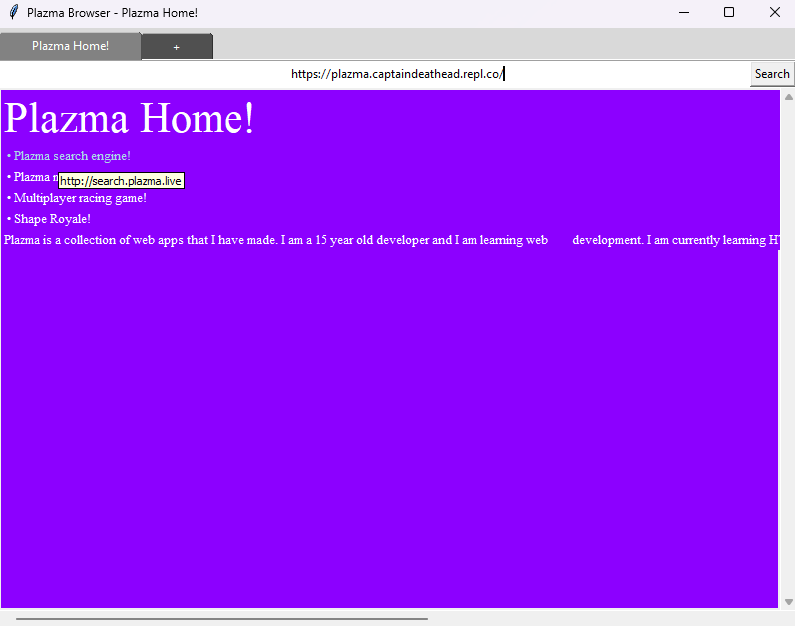 Plazma Browser - Plazma Home!
Plazma Home!
+
https://plazma.captaindeathead.repl.co/
Search
Plazma Home!
• Plazma search engine!
• Plazma
http://search.plazma.live
• Multiplayer racing game!
• Shape Royale!
Plazma is a collection of web apps that I have made. I am a 15 year old developer and I am learning web development. I am currently learning